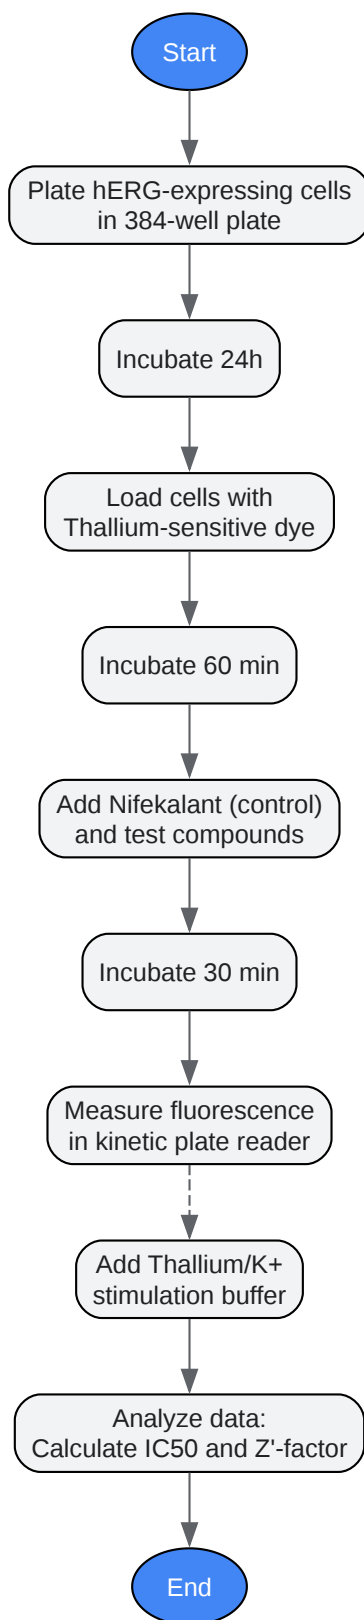 Start
Plate hERG-expressing cells
in 384-well plate
Incubate 24h
Load cells with
Thallium-sensitive dye
Incubate 60 min
Add Nifekalant (control)
and test compounds
Incubate 30 min
Measure fluorescence
in kinetic plate reader
Add Thallium/K+
stimulation buffer
Analyze data:
Calculate IC50 and Z'-factor
End